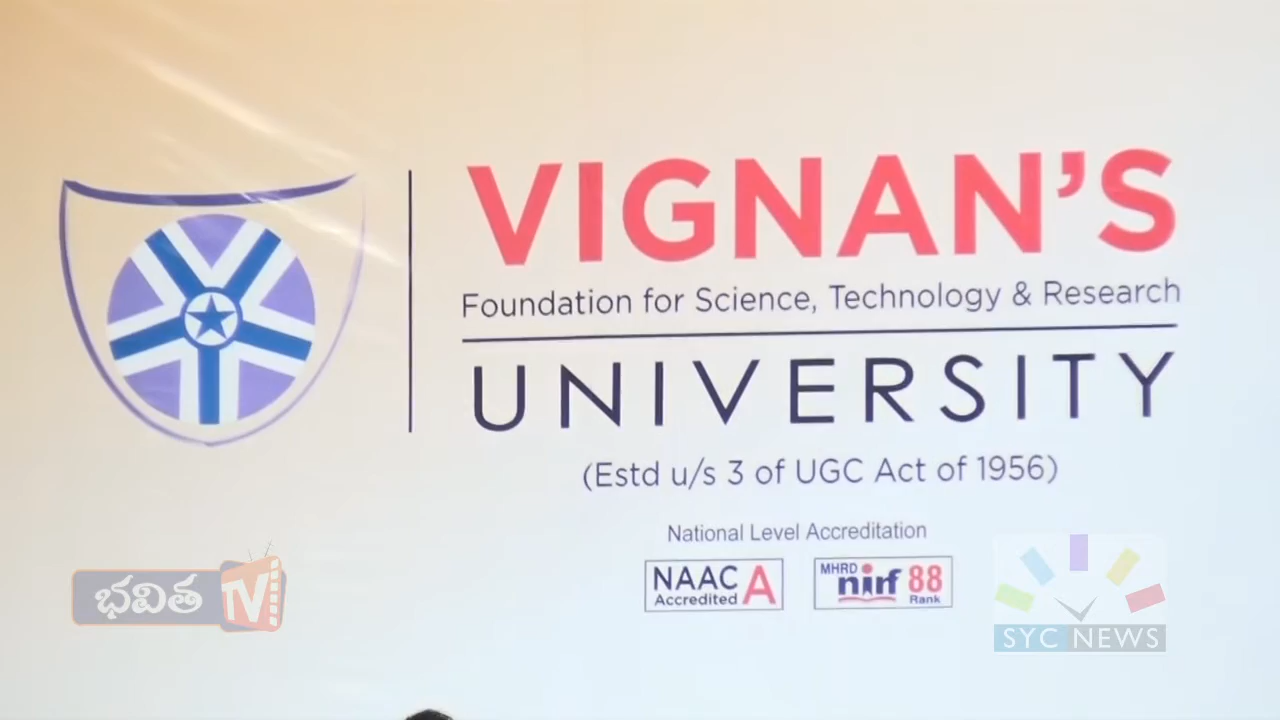 VIGNAN'S
Foundation for Science, Technology & Research
UNIVERSITY
(Estd u/s 3 of UGC Act of 1956)
National Level Accreditation
NAAC A
Accredited
MHRD nirf 88
Rank
భవిత TV
SYC NEWS